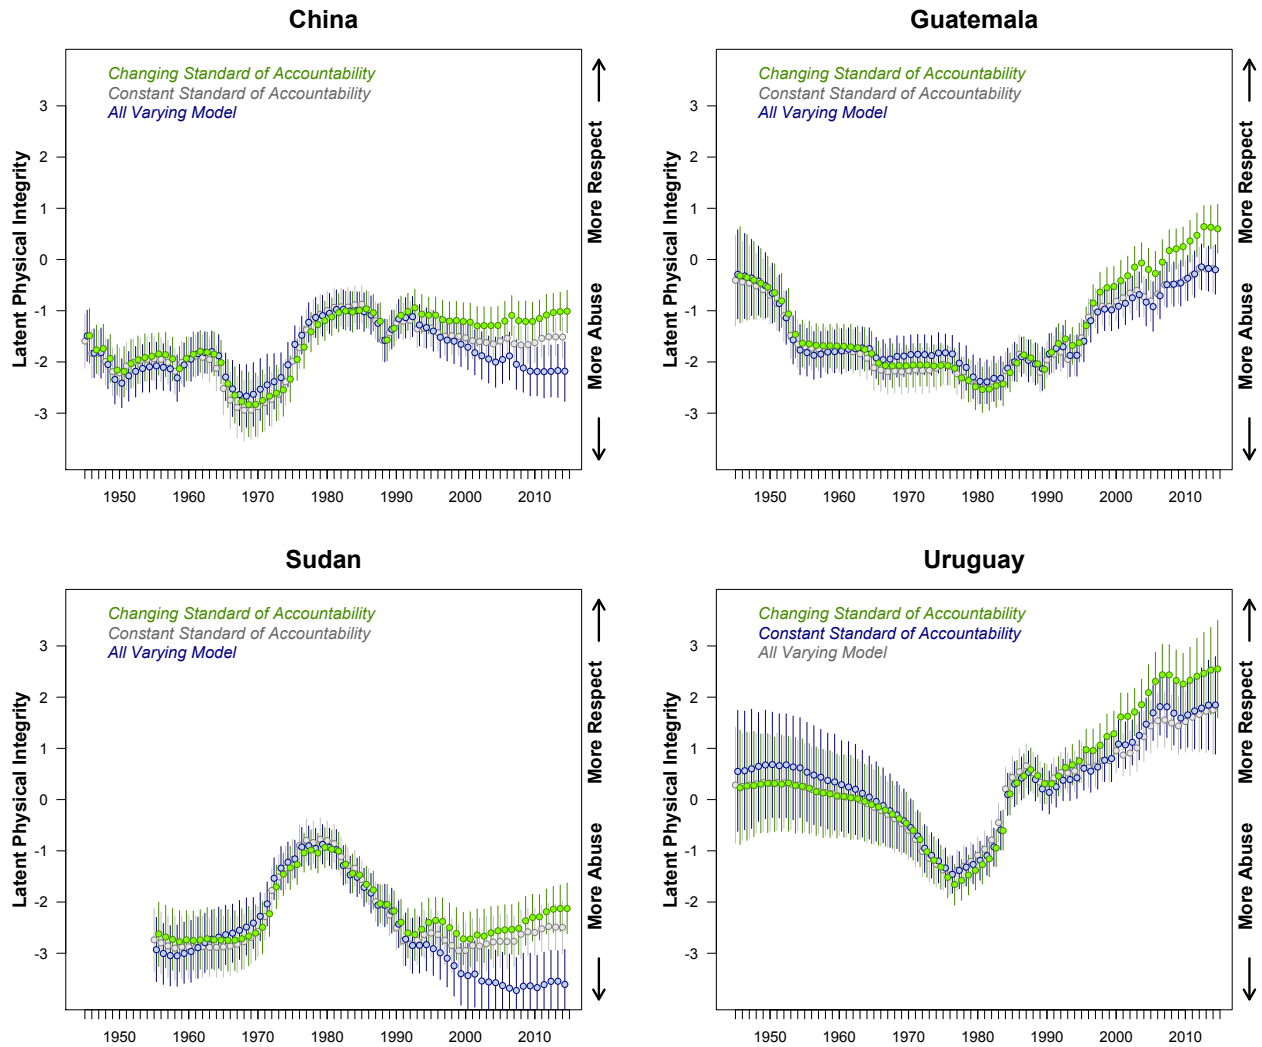 China
Changing Standard of Accountability
Constant Standard of Accountability
All Varying Model
Latent Physical Integrity
3
2
1
0
-1
-2
-3
1950 1960 1970 1980 1990 2000 2010
More Abuse
More Respect
Guatemala
Changing Standard of Accountability
Constant Standard of Accountability
All Varying Model
Latent Physical Integrity
3
2
1
0
-1
-2
-3
1950 1960 1970 1980 1990 2000 2010
More Abuse
More Respect
Sudan
Changing Standard of Accountability
Constant Standard of Accountability
All Varying Model
Latent Physical Integrity
3
2
1
0
-1
-2
-3
1950 1960 1970 1980 1990 2000 2010
More Abuse
More Respect
Uruguay
Changing Standard of Accountability
Constant Standard of Accountability
All Varying Model
Latent Physical Integrity
3
2
1
0
-1
-2
-3
1950 1960 1970 1980 1990 2000 2010
More Abuse
More Respect